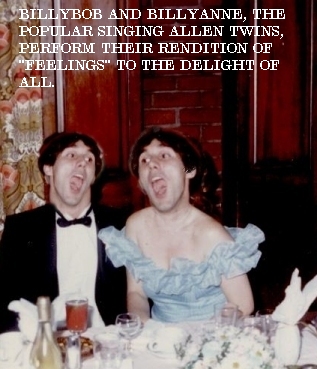 BILLYBOB AND BILLYANNE, THE
POPULAR SINGING ALLEN TWINS,
PERFORM THEIR RENDITION OF
"FEELINGS" TO THE DELIGHT OF
ALL.